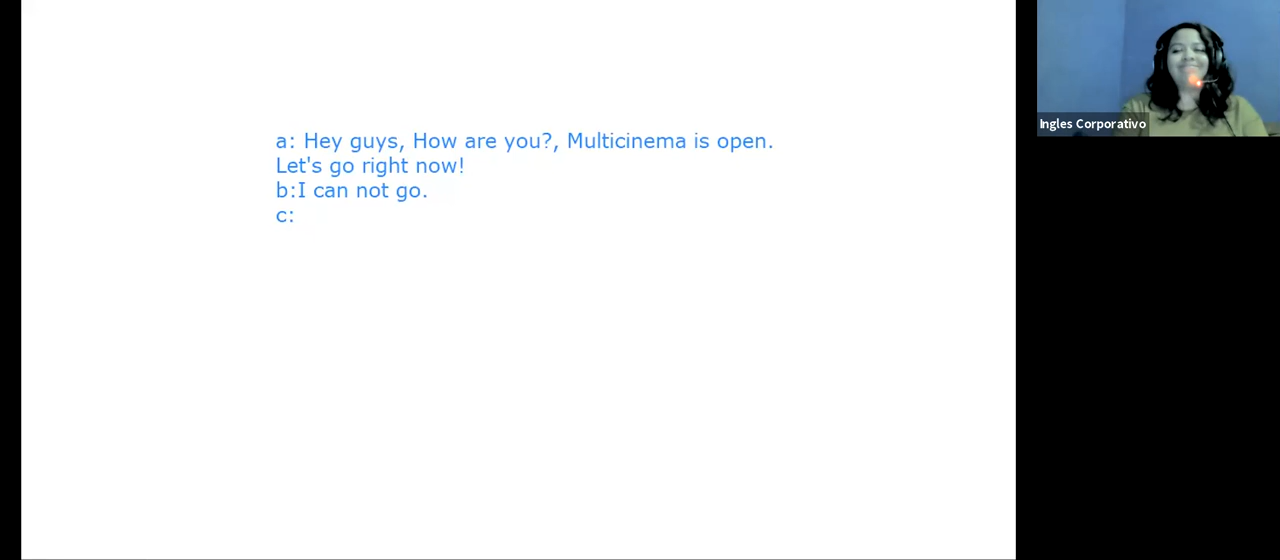 a: Hey guys, How are you?, Multicinema is open.
Let's go right now!
b:I can not go.
c:
Ingles Corporativo